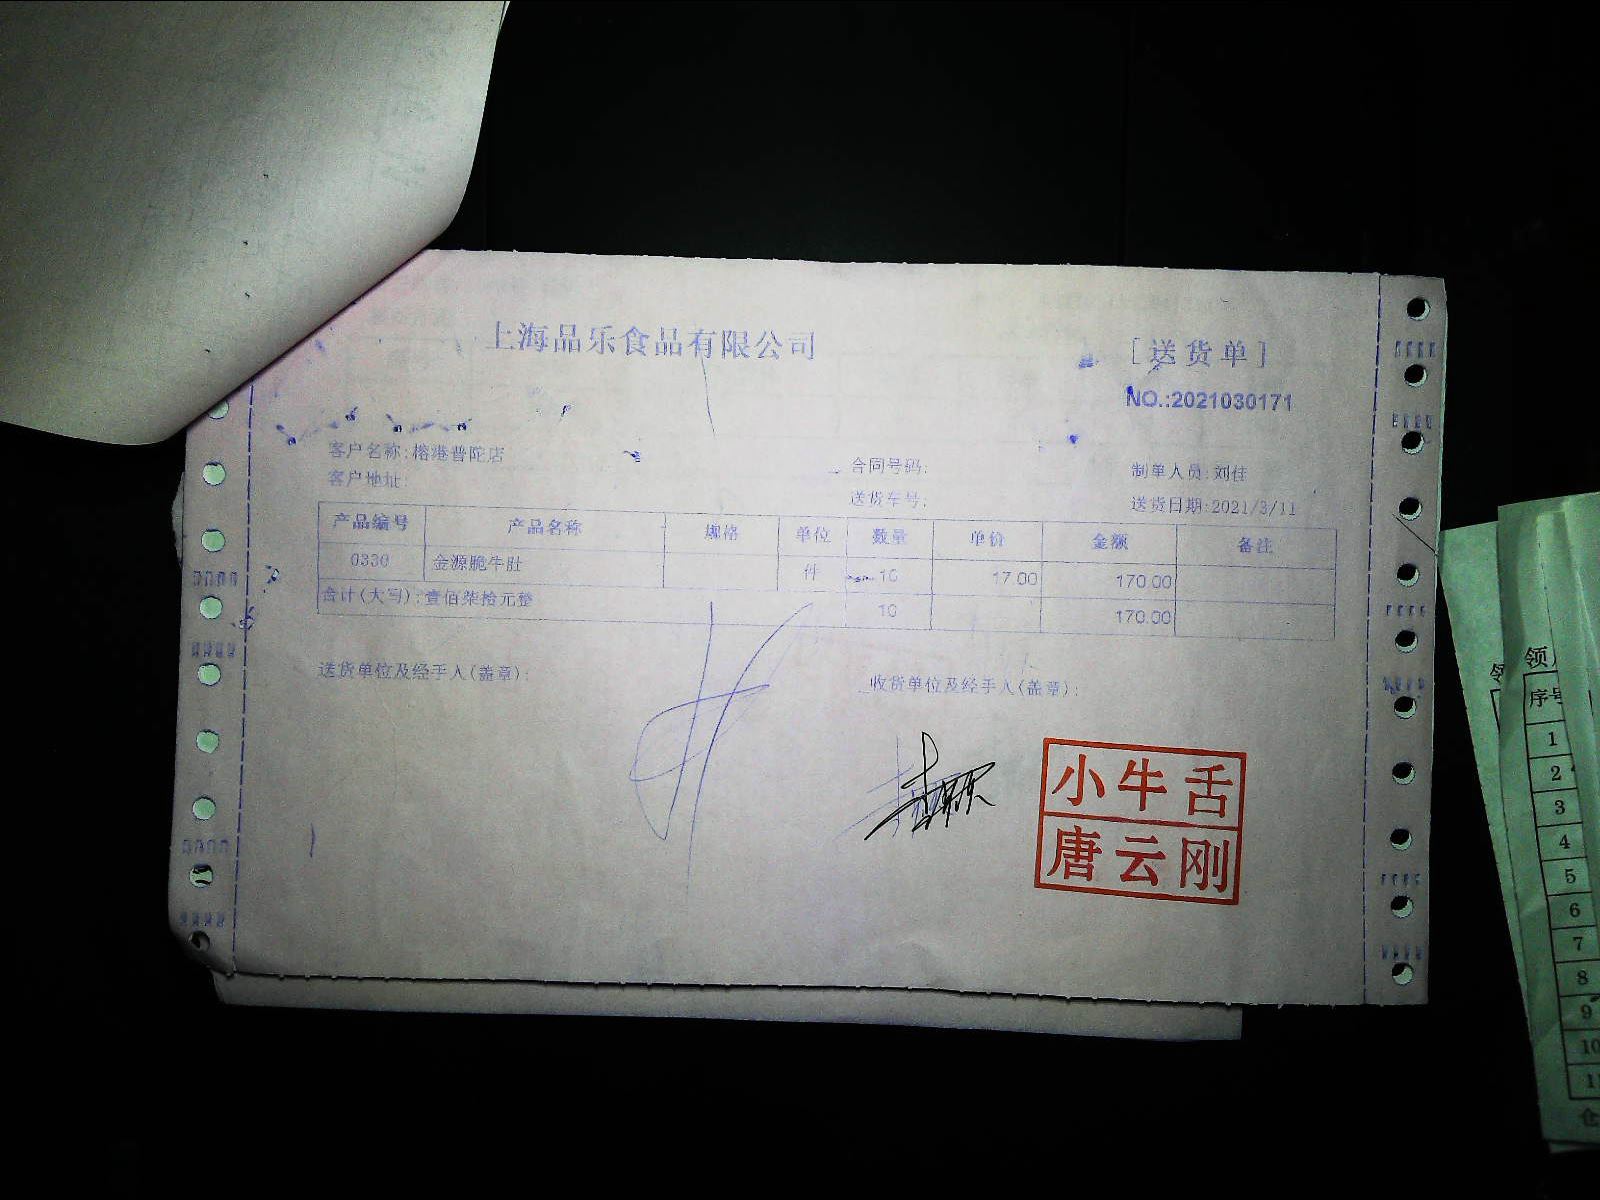 上海品乐食品有限公司
[送货单]
NO.:2021030171
客户名称:榕港普陀店
合同号码:
制单人员:刘佳
客户地址:
送货车号:
送货日期:2021/3/11
产品编号 产品名称 规格 单位 数量 单价 金额 备注
0330 金源脆牛肚 件 10 17.00 170.00
合计(大写):壹佰柒拾元整 10 170.00
送货单位及经手人(盖章):
收货单位及经手人(盖章):
小牛舌
唐云刚
领
序号
1
2
3
4
5
6
7
8
9
10